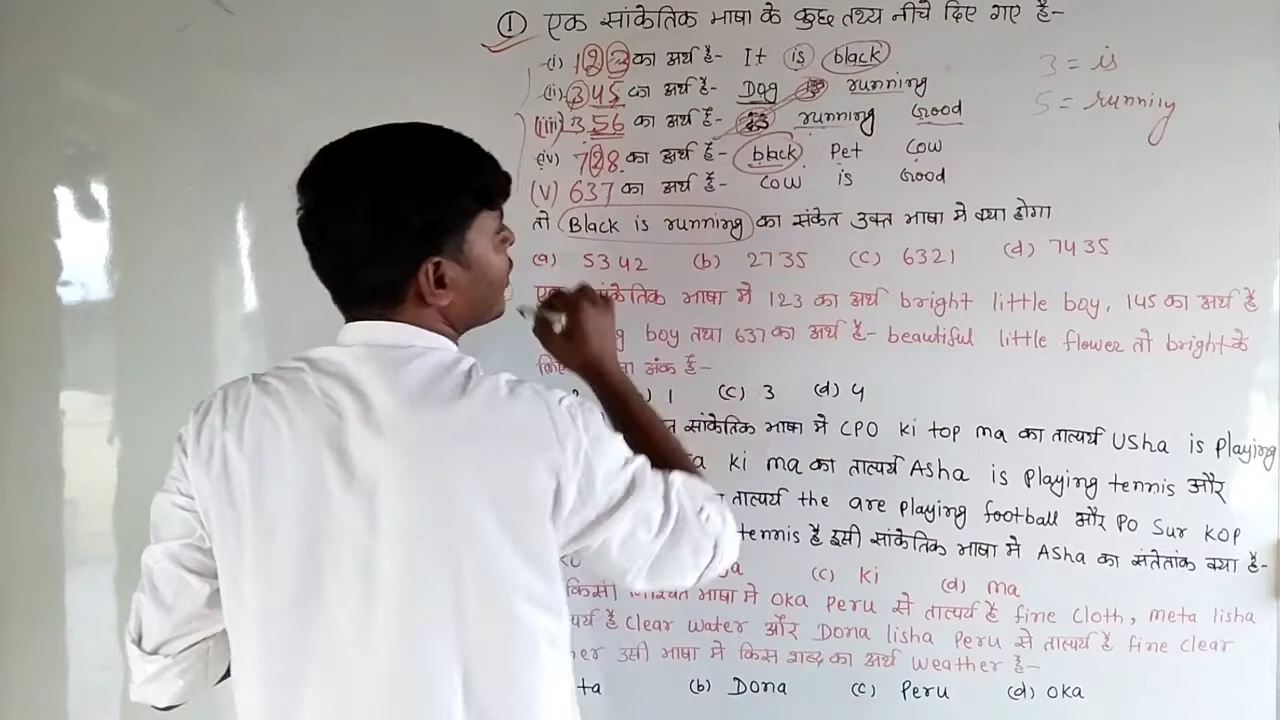 ① एक सांकेतिक भाषा के कुछ तथ्य नीचे दिए गए है-
(i) 123 का अर्थ है- It is black
(ii) 345 का अर्थ है- Dog running
(iii) 356 का अर्थ है- running Good
(iv) 728 का अर्थ है- black Pet cow
(V) 637 का अर्थ है- cow is Good
3 = is
5 = running
तो Black is running का संकेत उक्त भाषा मे क्या होगा
(a) 5342 (b) 2735 (c) 6321 (d) 7435
एक सांकेतिक भाषा मे 123 का अर्थ bright little boy, 145 का अर्थ है
boy तथा 637 का अर्थ है- beautiful little flower तो bright के
अंक है-
1 (c) 3 (d) 4
सांकेतिक भाषा मे CPO ki top ma का तात्पर्य Usha is playing
ki ma का तात्पर्य Asha is playing tennis और
तात्पर्य the are playing football और PO Sur KOP
tennis है इसी सांकेतिक भाषा मे Asha का संतेतांक क्या है-
(c) ki (d) ma
भाषा मे oka peru से तात्पर्य है fine cloth, meta lisha
है clear water और Dona lisha peru से तात्पर्य है fine clear
उसी भाषा मे किस शब्द का अर्थ weather है-
(b) Dona (c) Peru (d) oka